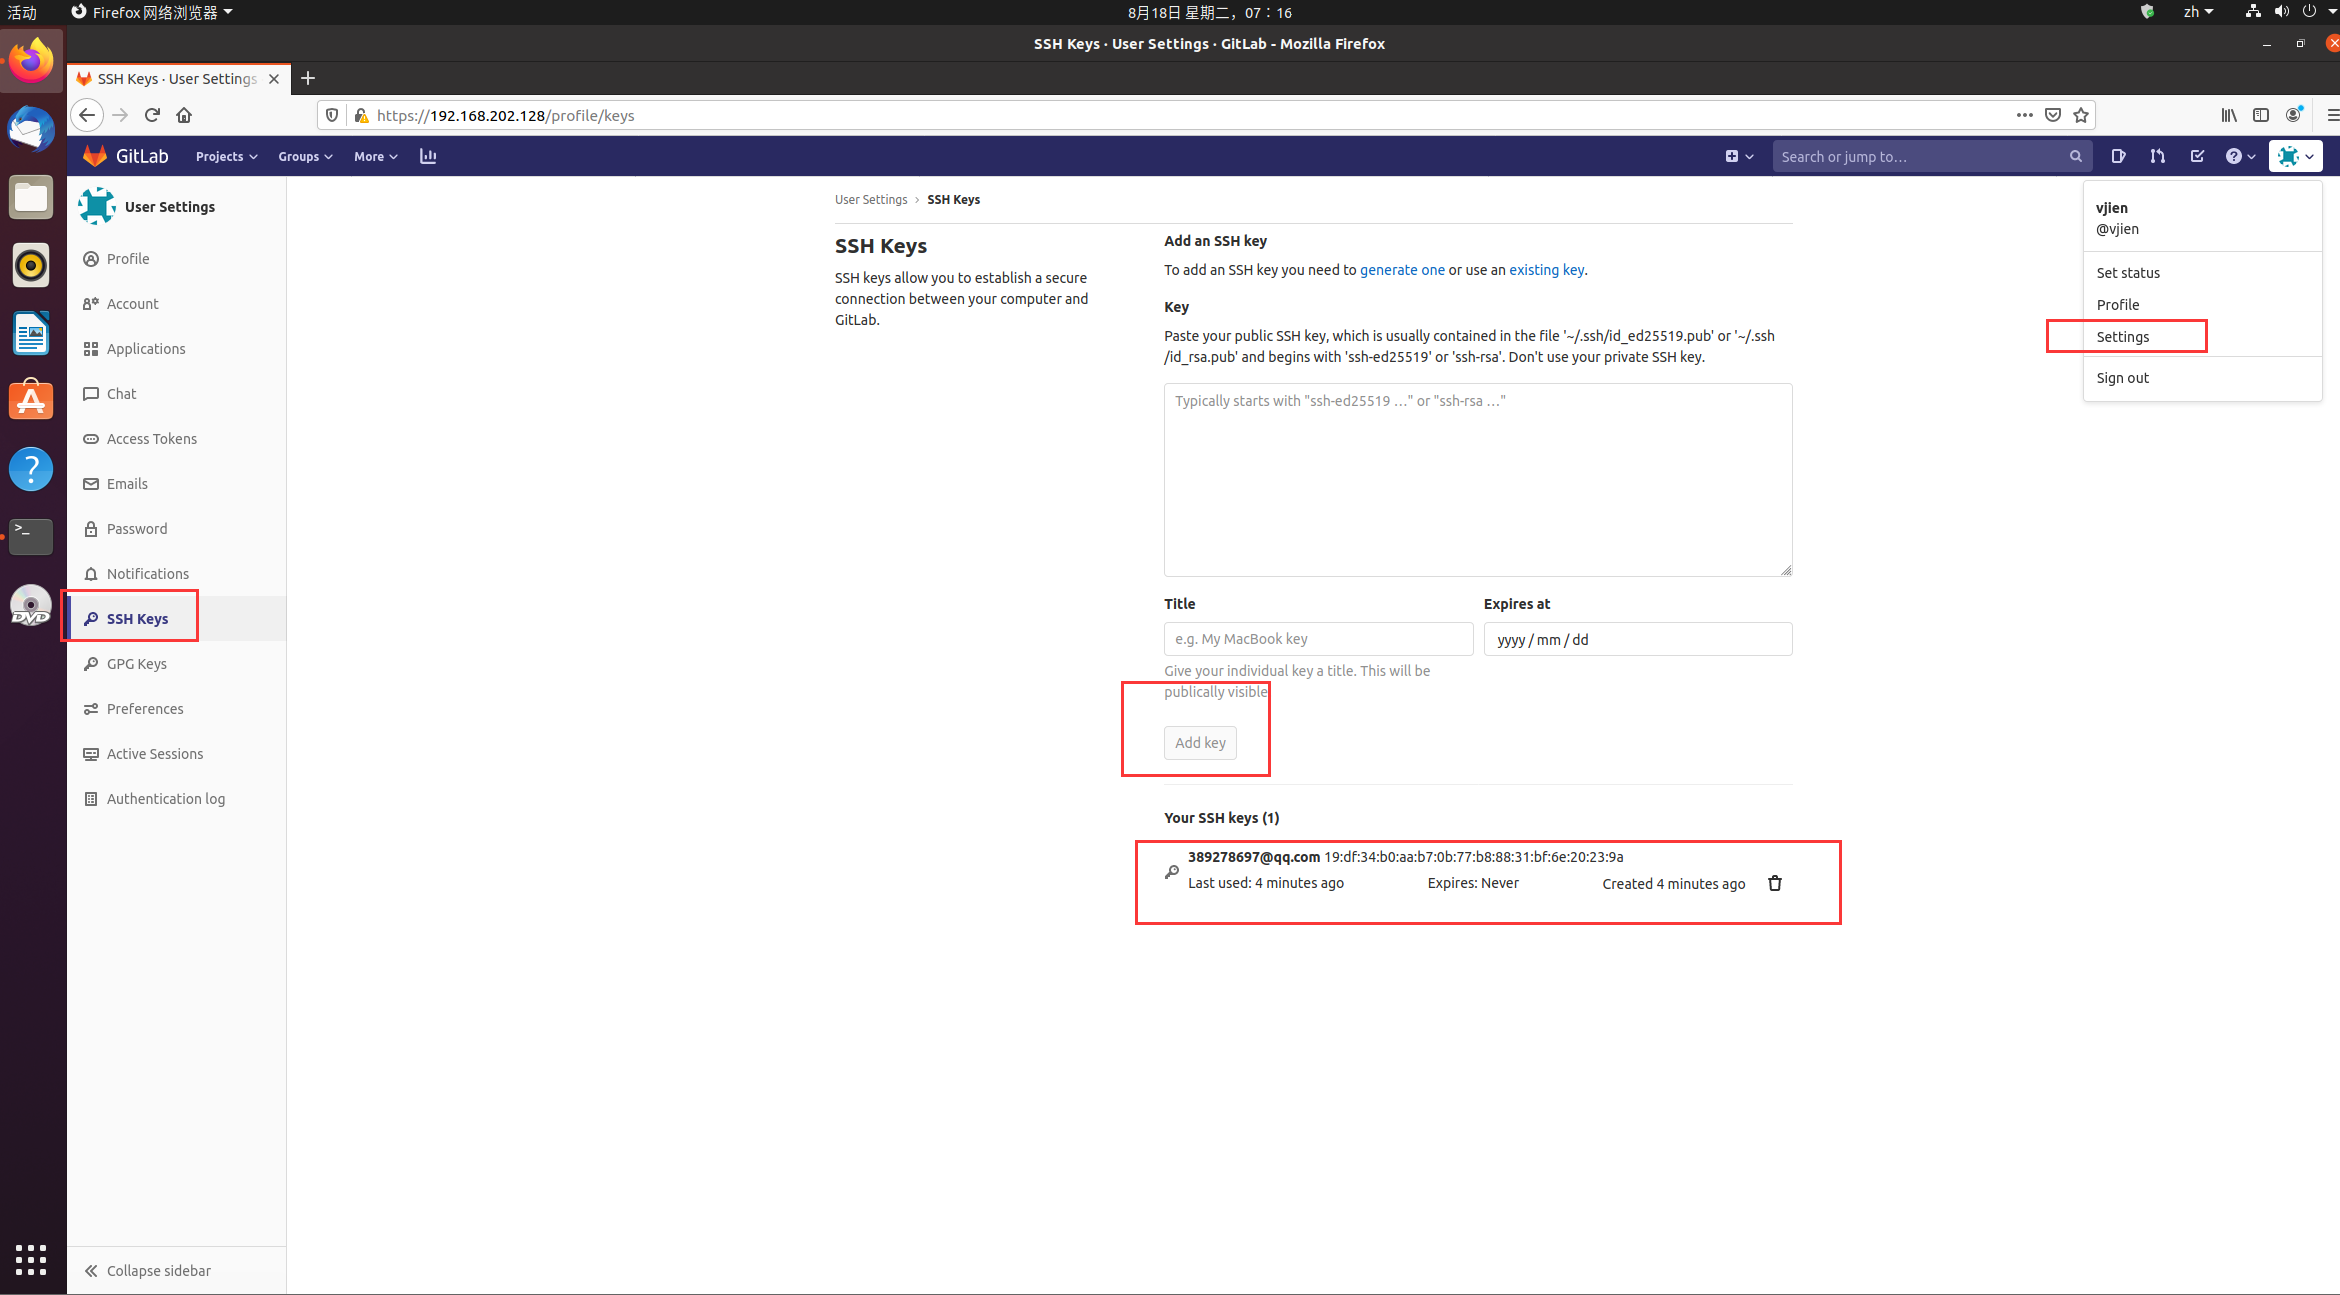 活动
Firefox 网络浏览器
8月18日 星期二，07：16
zh
SSH Keys · User Settings · GitLab - Mozilla Firefox
SSH Keys · User Settings
https://192.168.202.128/profile/keys
GitLab
Projects
Groups
More
Search or jump to…
User Settings
Profile
Account
Applications
Chat
Access Tokens
Emails
Password
Notifications
SSH Keys
GPG Keys
Preferences
Active Sessions
Authentication log
Collapse sidebar
User Settings › SSH Keys
SSH Keys
SSH keys allow you to establish a secure
connection between your computer and
GitLab.
Add an SSH key
To add an SSH key you need to generate one or use an existing key.
Key
Paste your public SSH key, which is usually contained in the file '~/.ssh/id_ed25519.pub' or '~/.ssh
/id_rsa.pub' and begins with 'ssh-ed25519' or 'ssh-rsa'. Don't use your private SSH key.
Typically starts with "ssh-ed25519 …" or "ssh-rsa …"
Title
Expires at
e.g. My MacBook key
yyyy / mm / dd
Give your individual key a title. This will be
publically visible
Add key
Your SSH keys (1)
389278697@qq.com 19:df:34:b0:aa:b7:0b:77:b8:88:31:bf:6e:20:23:9a
Last used: 4 minutes ago
Expires: Never
Created 4 minutes ago
vjien
@vjien
Set status
Profile
Settings
Sign out
DVD